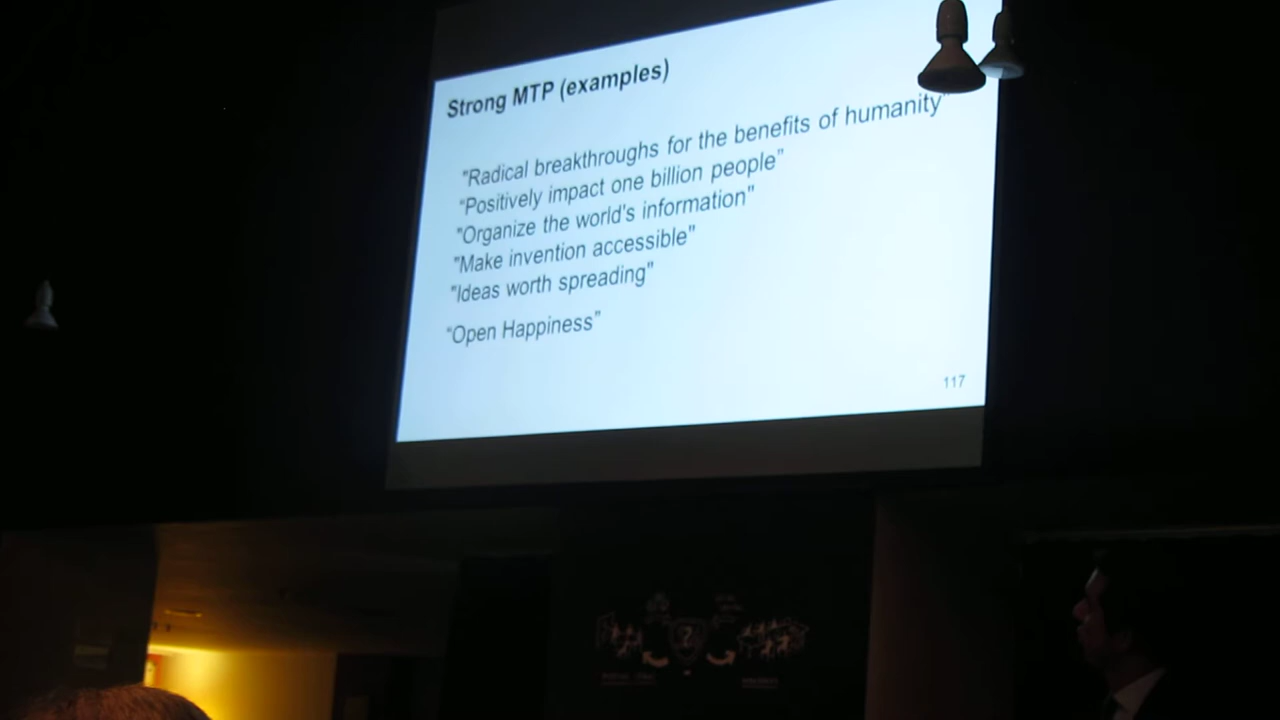 Strong MTP (examples)
"Radical breakthroughs for the benefits of humanity"
“Positively impact one billion people”
"Organize the world's information"
"Make invention accessible"
"Ideas worth spreading"
“Open Happiness”
117